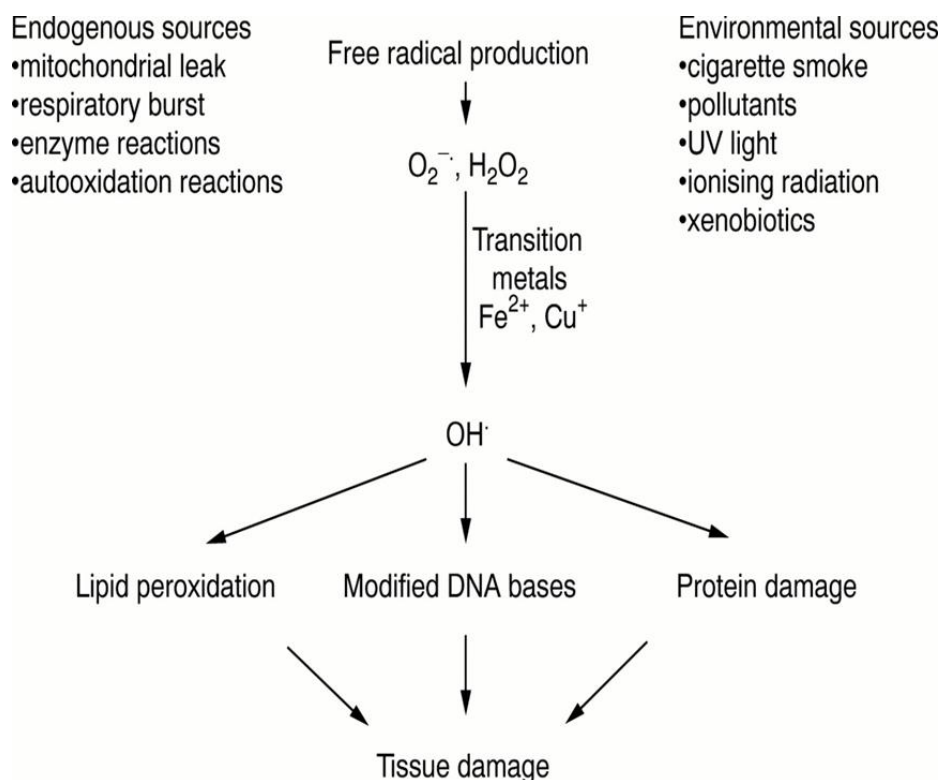 Endogenous sources
•mitochondrial leak
•respiratory burst
•enzyme reactions
•autooxidation reactions
Free radical production
Environmental sources
•cigarette smoke
•pollutants
•UV light
•ionising radiation
•xenobiotics
O₂⁻·, H₂O₂
Transition
metals
Fe²⁺, Cu⁺
OH·
Lipid peroxidation
Modified DNA bases
Protein damage
Tissue damage